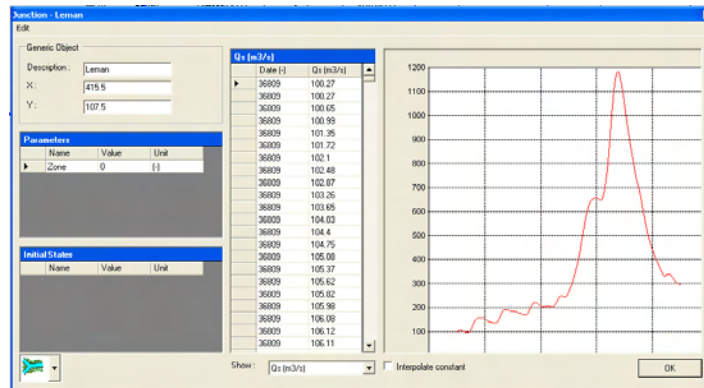 Junction - Leman
Edit
Generic Object
Description : Leman
X : 415.5
Y : 107.5
Parameters
Name Value Unit
Zone 0 (-)
Initial States
Name Value Unit
Qs (m3/s)
Date (-) Qs (m3/s)
36809 100.27
36809 100.27
36809 100.65
36809 100.99
36809 101.35
36809 101.72
36809 102.1
36809 102.48
36809 102.87
36809 103.26
36809 103.65
36809 104.03
36809 104.4
36809 104.75
36809 105.08
36809 105.37
36809 105.62
36809 105.82
36809 105.98
36809 106.08
36809 106.12
36809 106.11
Show : Qs (m3/s)
1200
1100
1000
900
800
700
600
500
400
300
200
100
Interpolate constant
OK